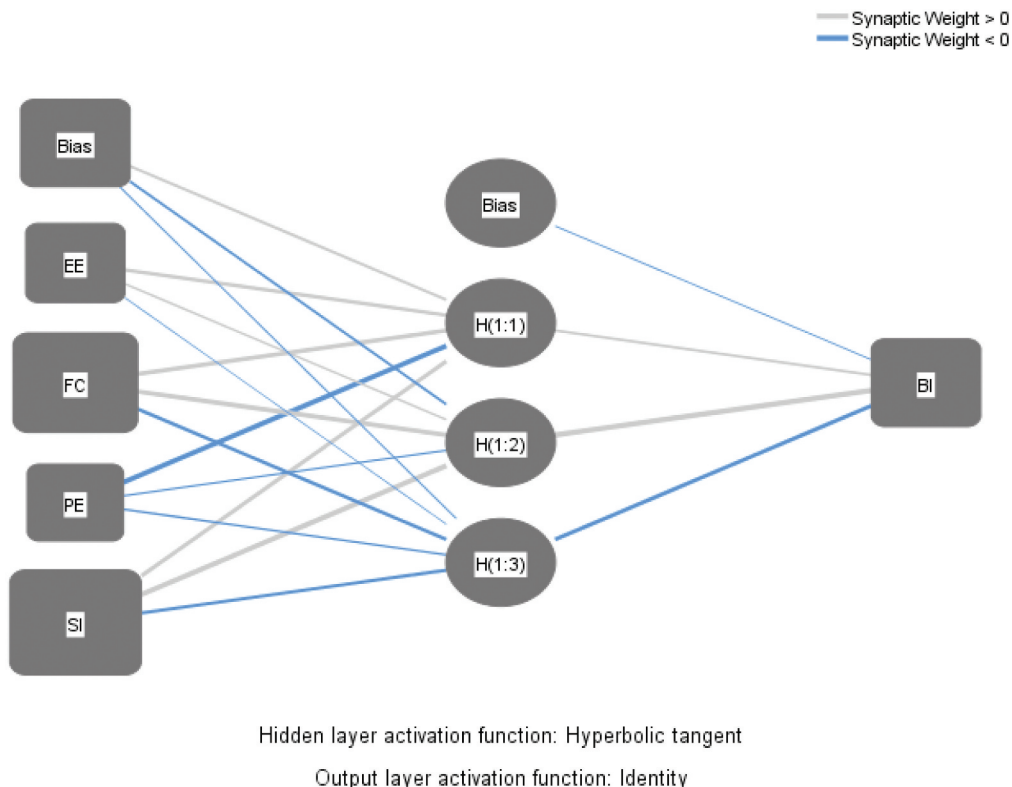 Synaptic Weight > 0
Synaptic Weight < 0
Bias
EE
FC
PE
SI
Bias
H(1:1)
H(1:2)
H(1:3)
BI
Hidden layer activation function: Hyperbolic tangent
Output layer activation function: Identity